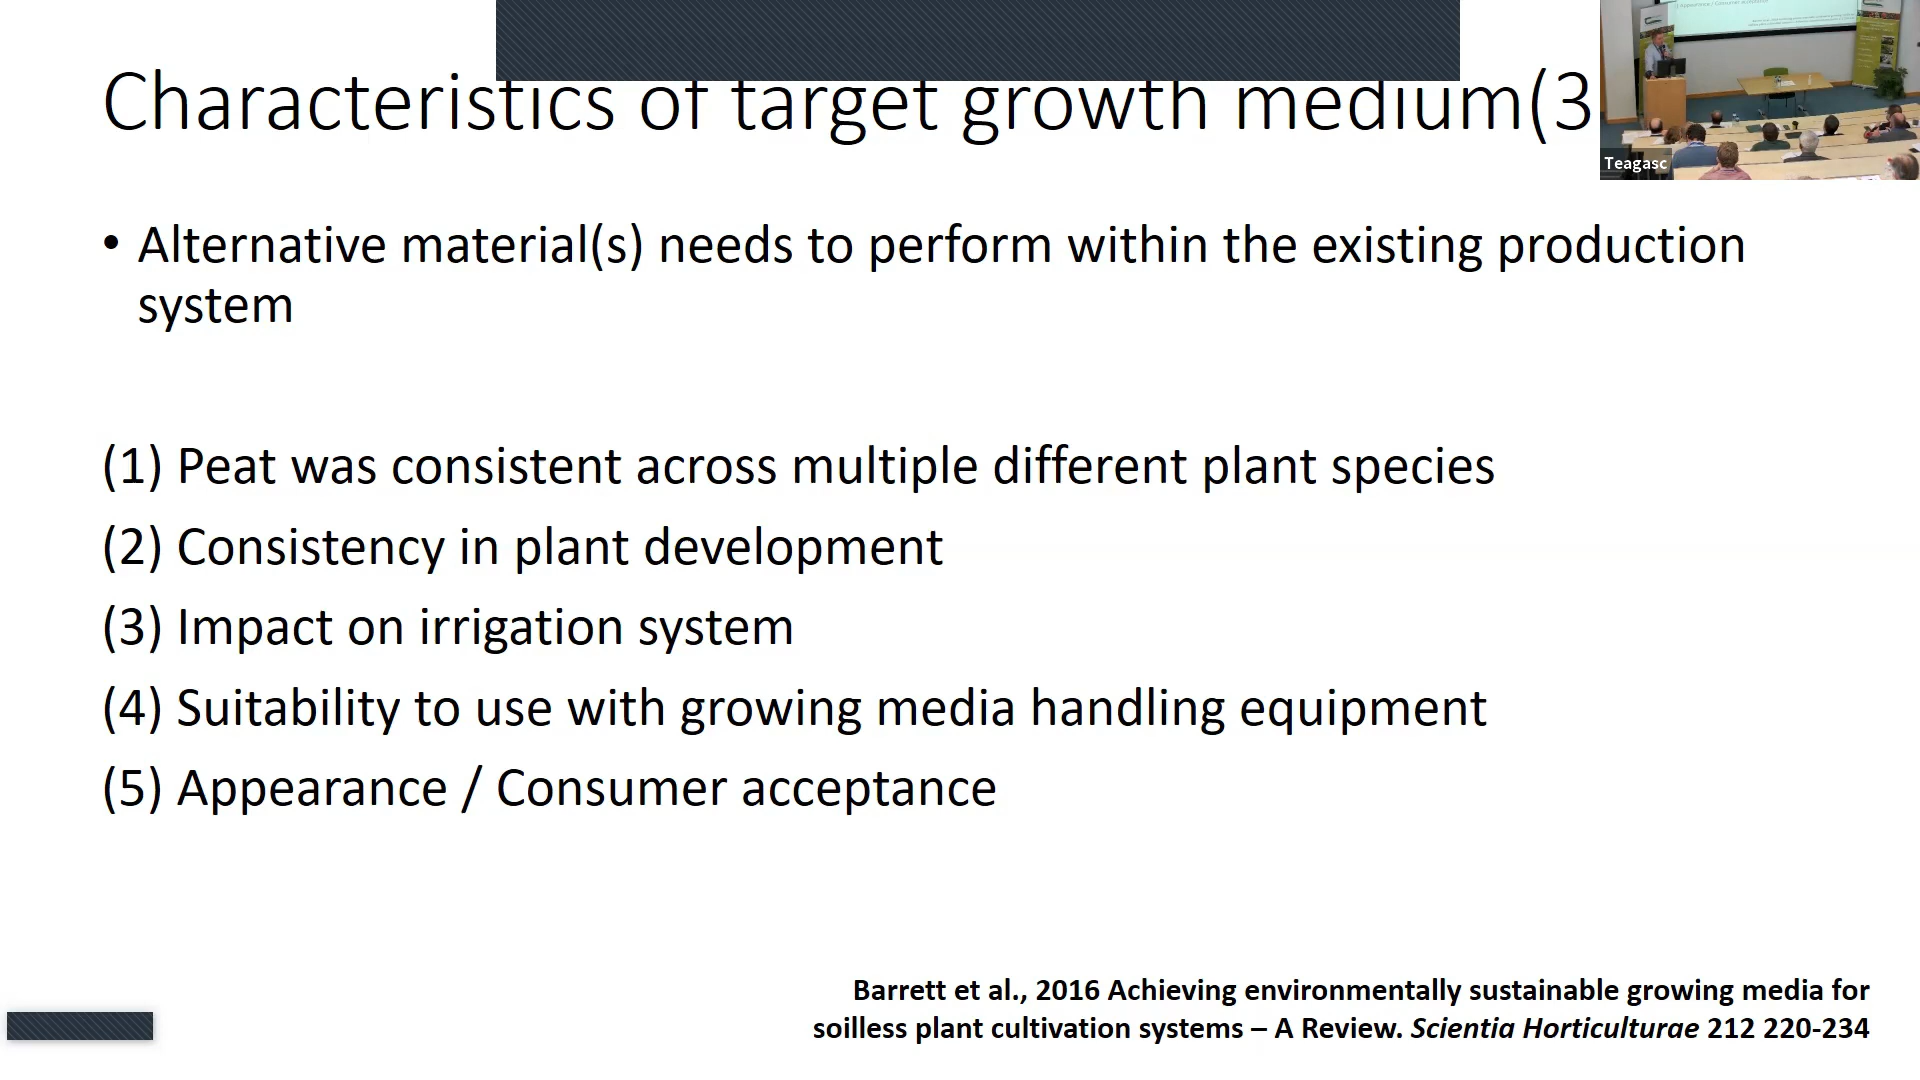 Characteristics of target growth medium(3
Teagasc
• Alternative material(s) needs to perform within the existing production
system
(1) Peat was consistent across multiple different plant species
(2) Consistency in plant development
(3) Impact on irrigation system
(4) Suitability to use with growing media handling equipment
(5) Appearance / Consumer acceptance
Barrett et al., 2016 Achieving environmentally sustainable growing media for
soilless plant cultivation systems – A Review. Scientia Horticulturae 212 220-234